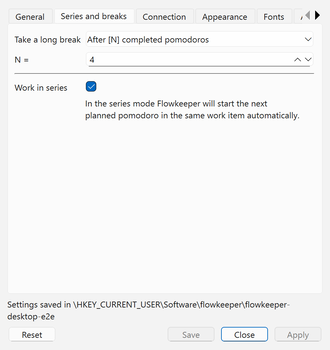 General Series and breaks Connection Appearance Fonts
Take a long break After [N] completed pomodoros
N = 4
Work in series
In the series mode Flowkeeper will start the next
planned pomodoro in the same work item automatically.
Settings saved in \HKEY_CURRENT_USER\Software\flowkeeper\flowkeeper-
desktop-e2e
Reset Save Close Apply